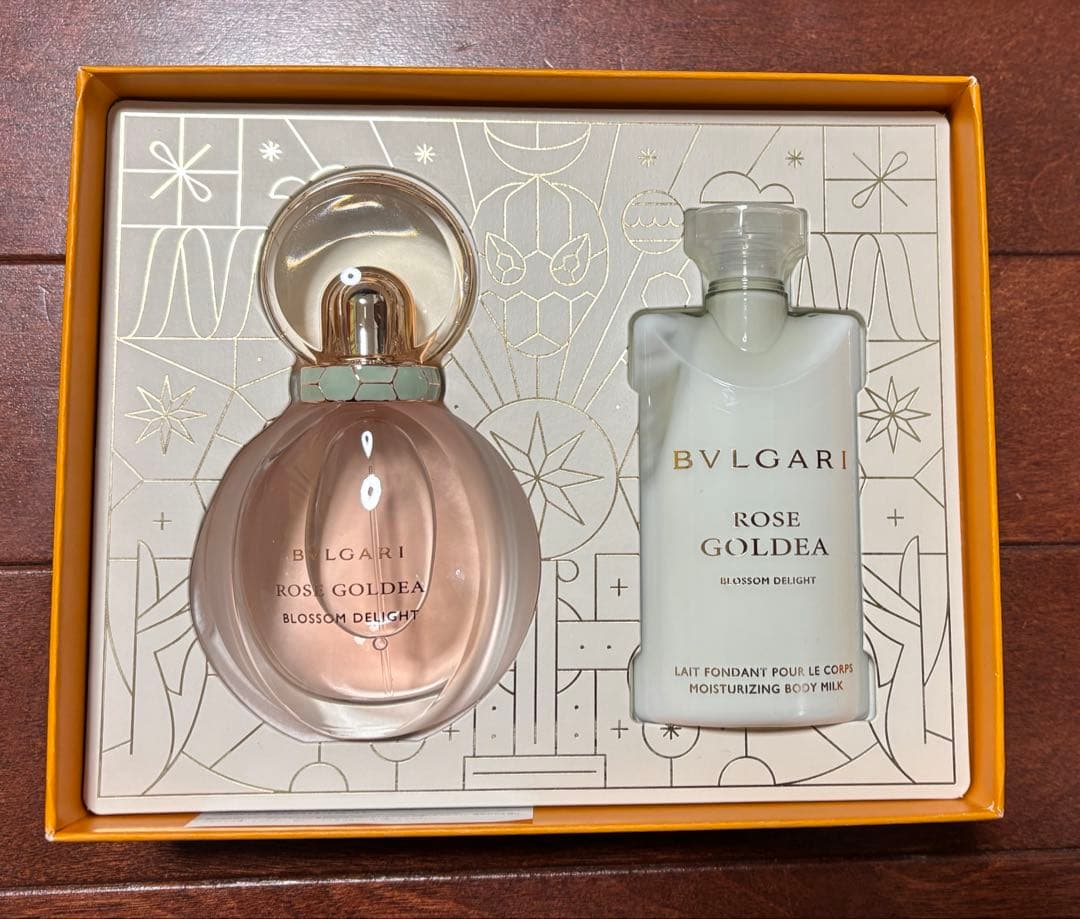 BVLGARI
ROSE GOLDEA
BLOSSOM DELIGHT
BVLGARI
ROSE
GOLDEA
BLOSSOM DELIGHT
LAIT FONDANT POUR LE CORPS
MOISTURIZING BODY MILK